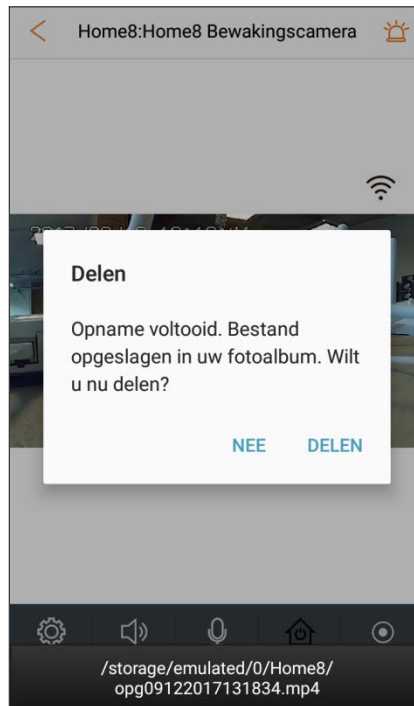 Home8:Home8 Bewakingscamera
Delen
Opname voltooid. Bestand
opgeslagen in uw fotoalbum. Wilt
u nu delen?
NEE DELEN
/storage/emulated/0/Home8/
opg09122017131834.mp4